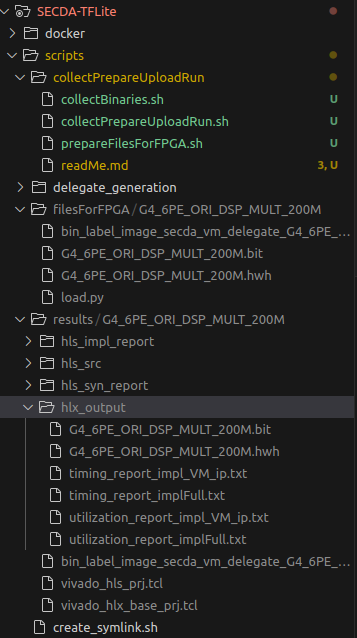 SECDA-TFLite
docker
scripts
collectPrepareUploadRun
collectBinaries.sh U
collectPrepareUploadRun.sh U
prepareFilesForFPGA.sh U
readMe.md 3, U
delegate_generation
filesForFPGA / G4_6PE_ORI_DSP_MULT_200M
bin_label_image_secda_vm_delegate_G4_6PE_...
G4_6PE_ORI_DSP_MULT_200M.bit
G4_6PE_ORI_DSP_MULT_200M.hwh
load.py
results / G4_6PE_ORI_DSP_MULT_200M
hls_impl_report
hls_src
hls_syn_report
hlx_output
G4_6PE_ORI_DSP_MULT_200M.bit
G4_6PE_ORI_DSP_MULT_200M.hwh
timing_report_impl_VM_ip.txt
timing_report_implFull.txt
utilization_report_impl_VM_ip.txt
utilization_report_implFull.txt
bin_label_image_secda_vm_delegate_G4_6PE_...
vivado_hls_prj.tcl
vivado_hlx_base_prj.tcl
create_symlink.sh